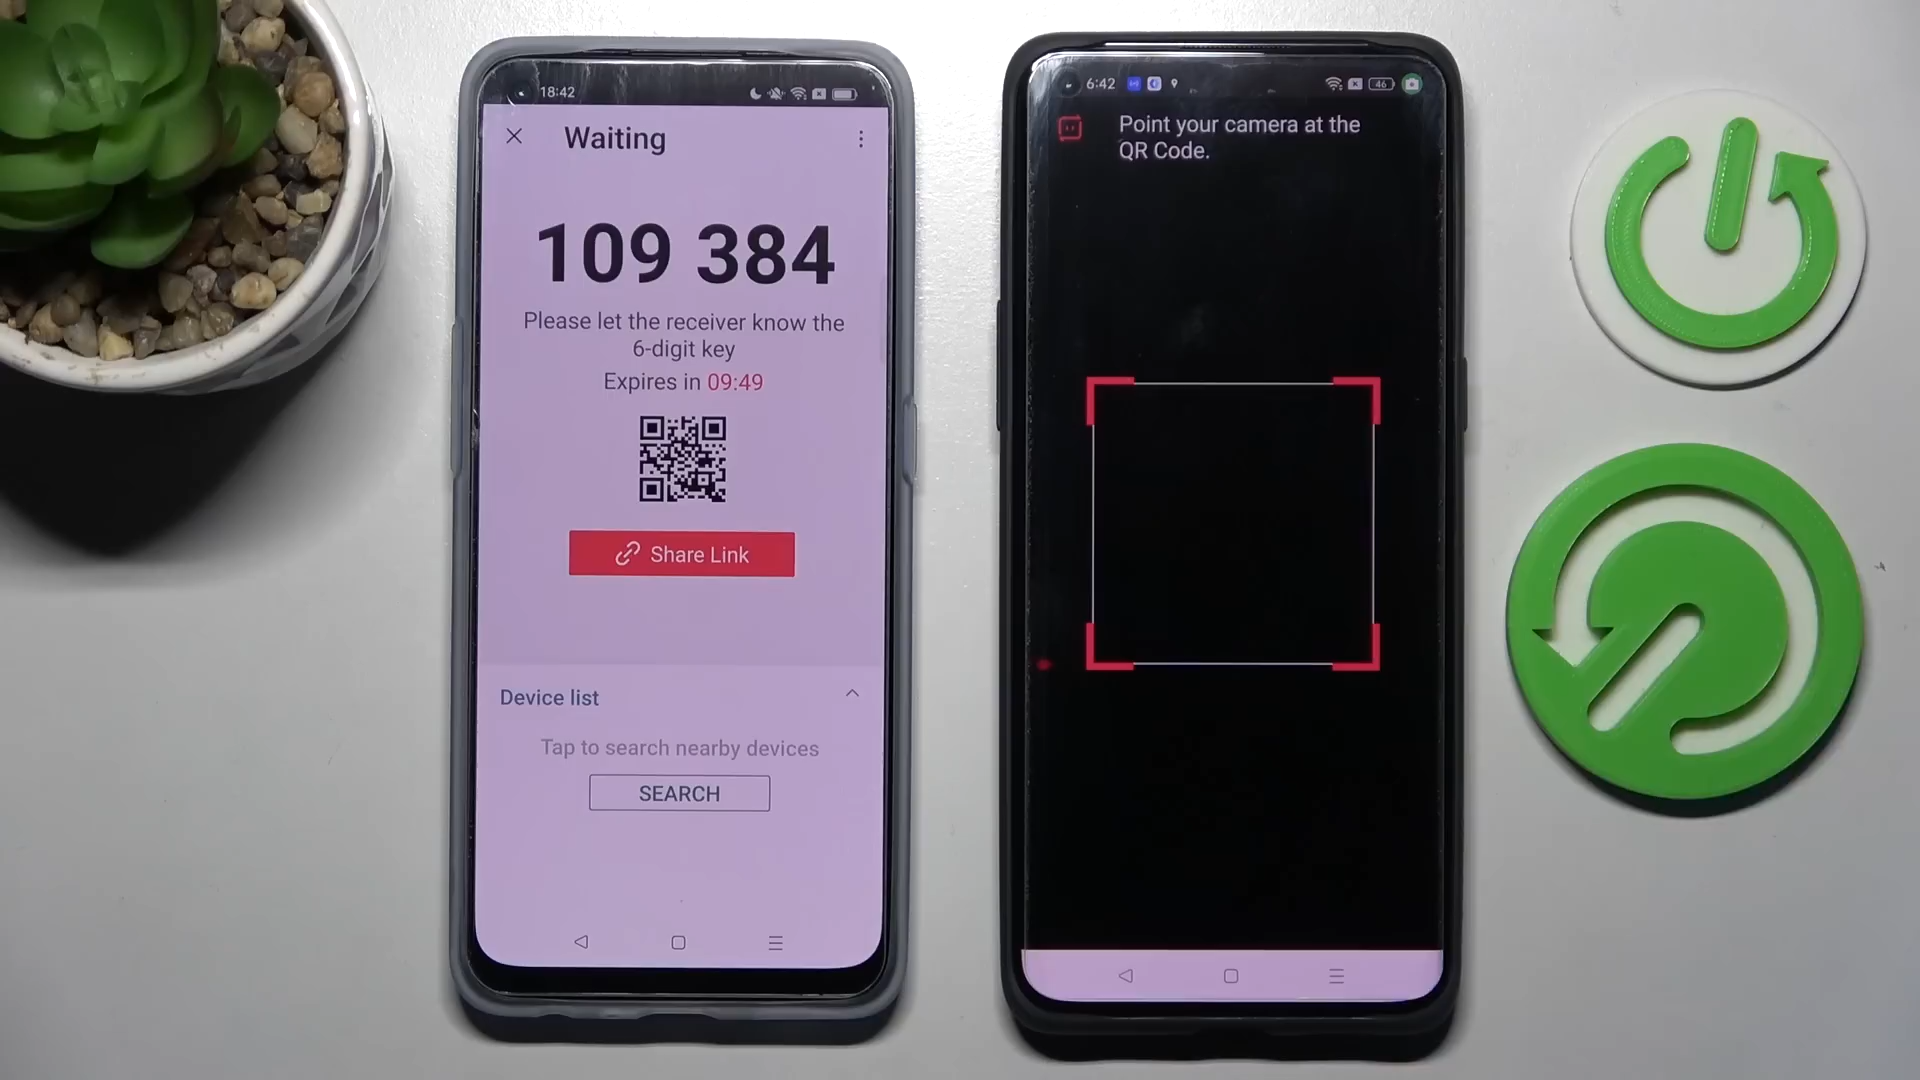 18:42
Waiting
109 384
Please let the receiver know the
6-digit key
Expires in 09:49
Share Link
Device list
Tap to search nearby devices
SEARCH
6:42
46
Point your camera at the
QR Code.